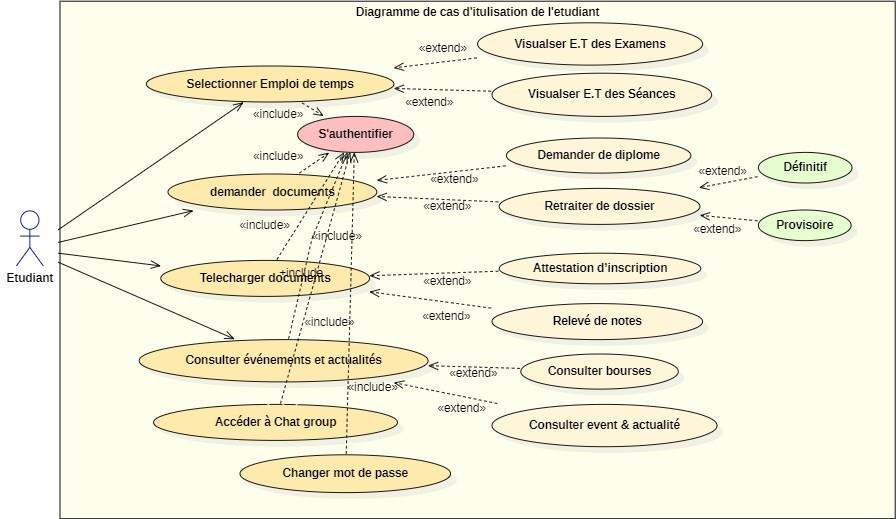 Diagramme de cas d'itulisation de l'etudiant
Visualser E.T des Examens
«extend»
Selectionner Emploi de temps
Visualser E.T des Séances
«extend»
«include»
S'authentifier
«include»
Demander de diplome
«extend»
Définitif
«extend»
demander documents
Retraiter de dossier
«extend»
Provisoire
«extend»
«include»
«include»
Etudiant
Telecharger documents
«include
Attestation d'inscription
«extend»
Relevé de notes
«extend»
«include»
Consulter événements et actualités
Consulter bourses
«extend»
«include»
«extend»
Accéder à Chat group
Consulter event & actualité
Changer mot de passe